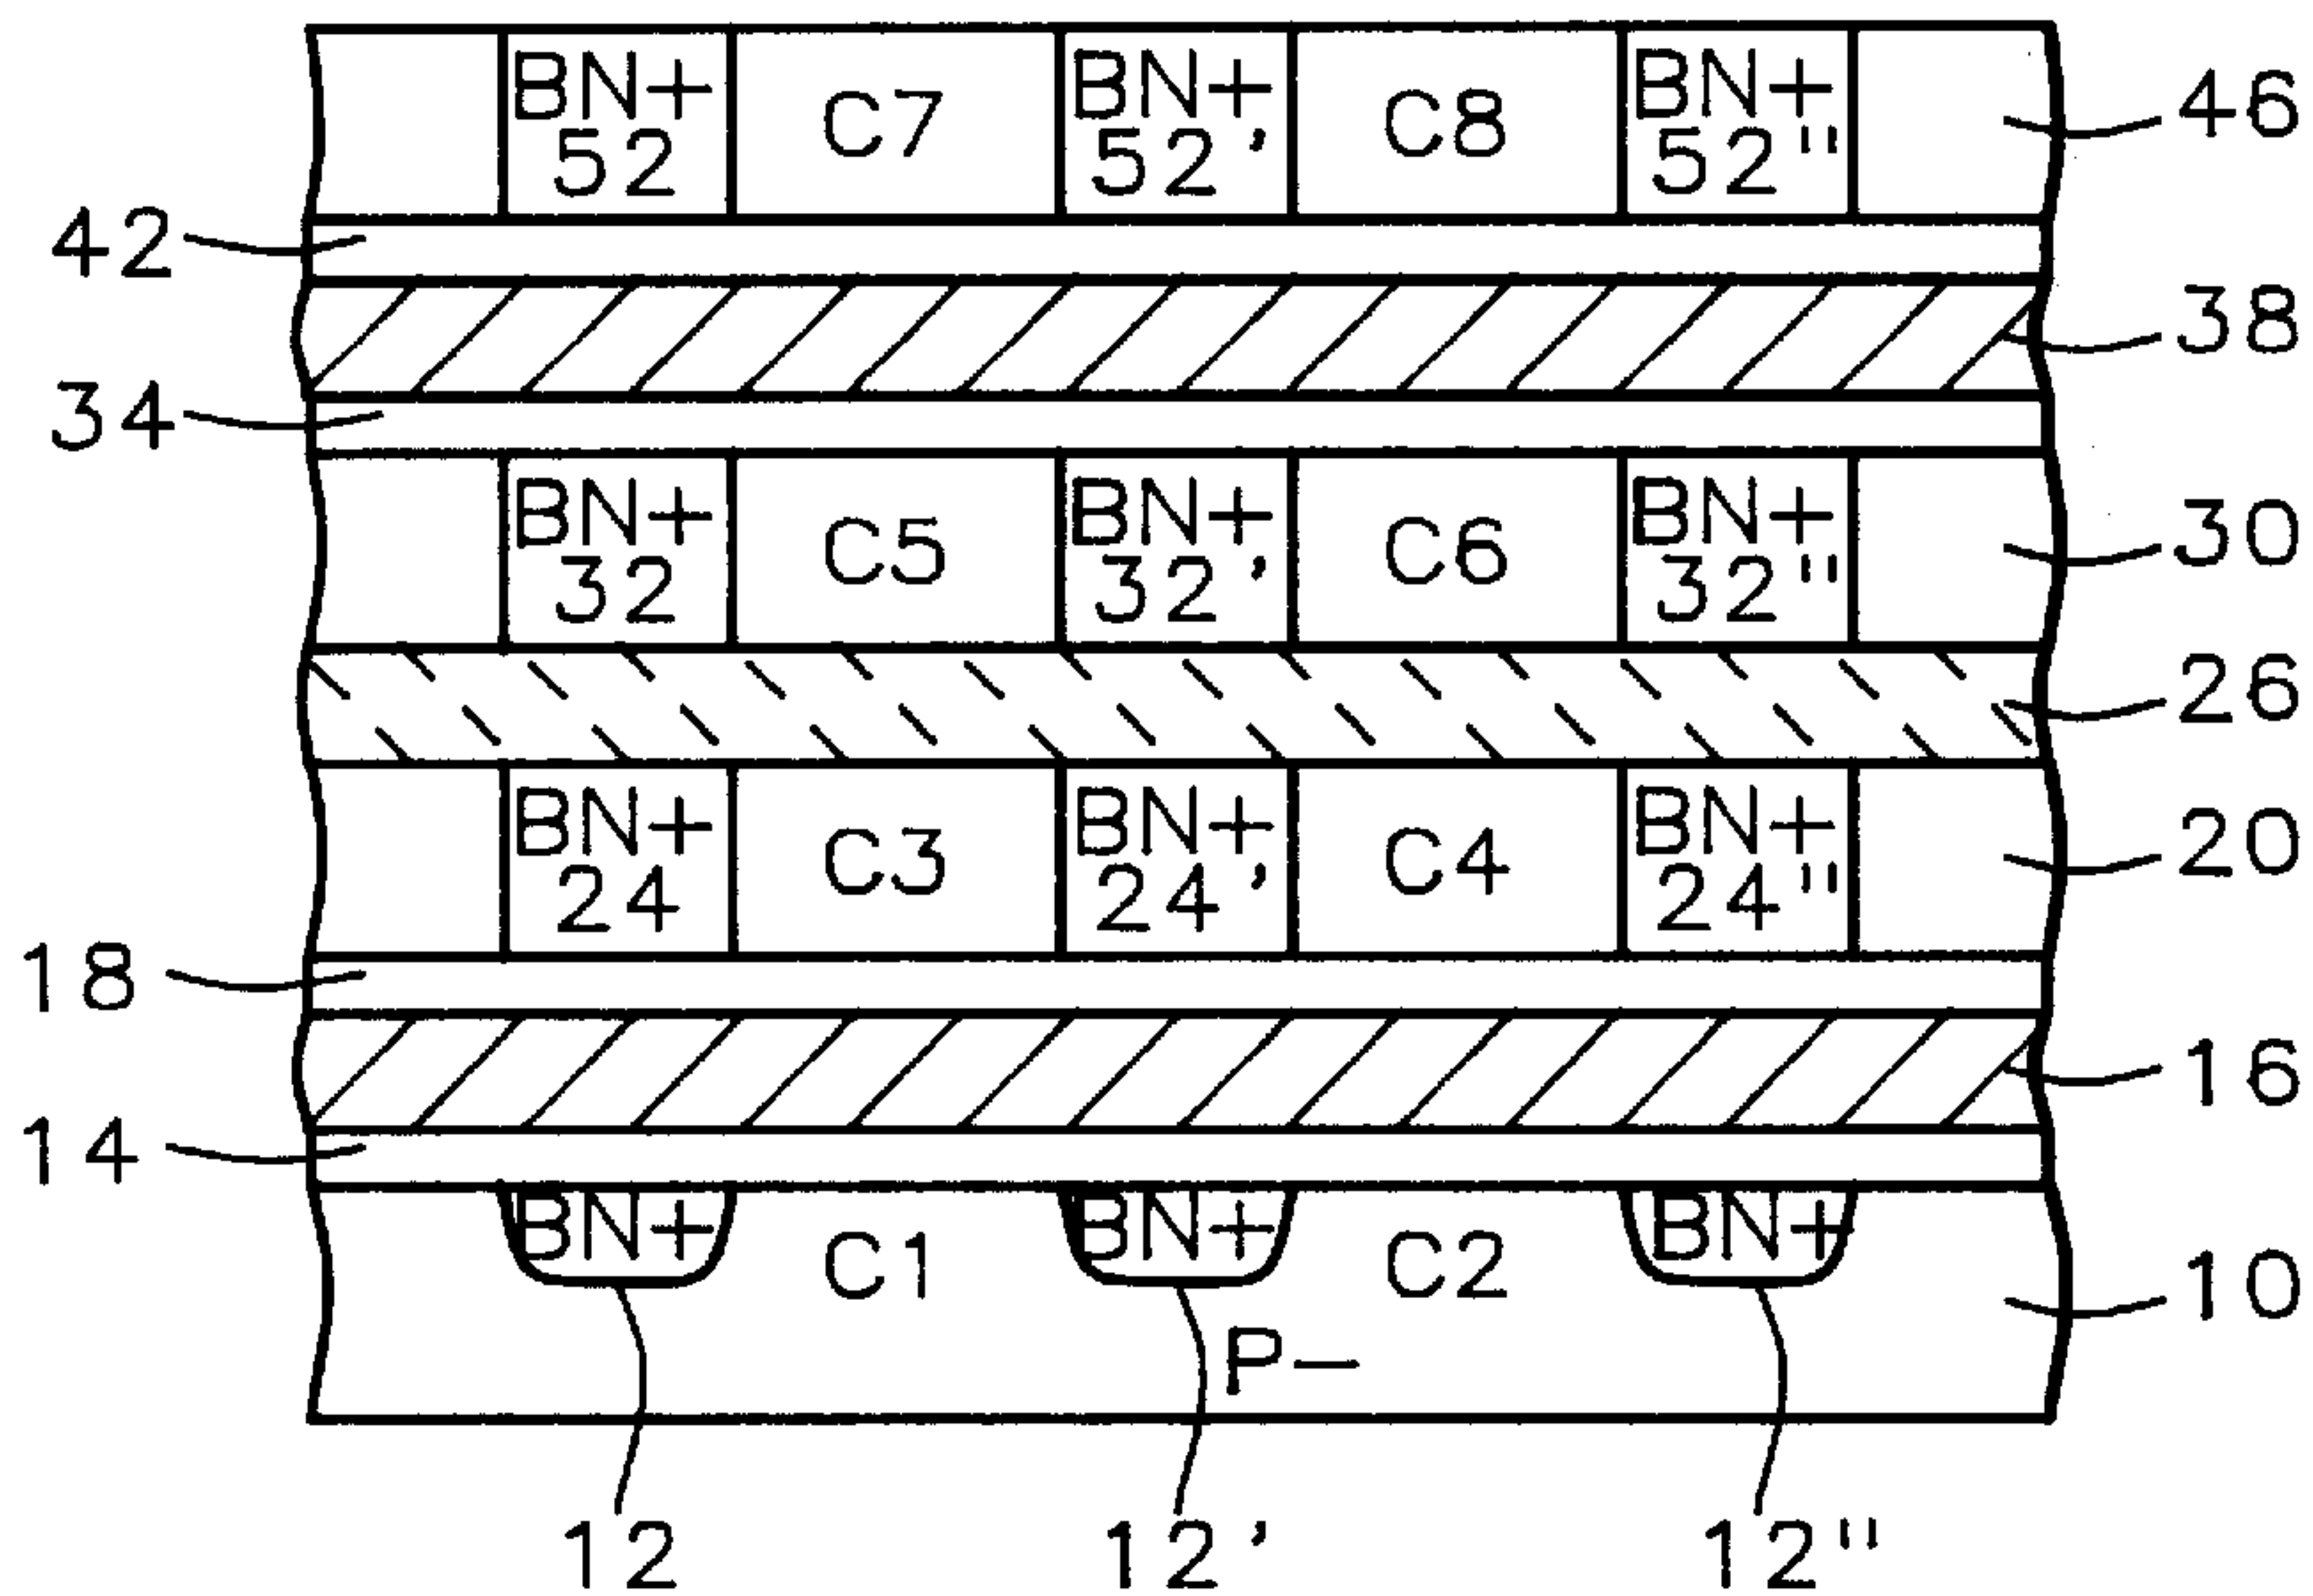 BN+ C7 BN+ C8 BN+ 46
52 52' 52"
42
38
34
BN+ C5 BN+ C6 BN+ 30
32 32' 32"
26
BN+ C3 BN+ C4 BN+ 20
24 24' 24"
18
16
14
BN+ C1 BN+ C2 BN+ 10
P-
12 12' 12"